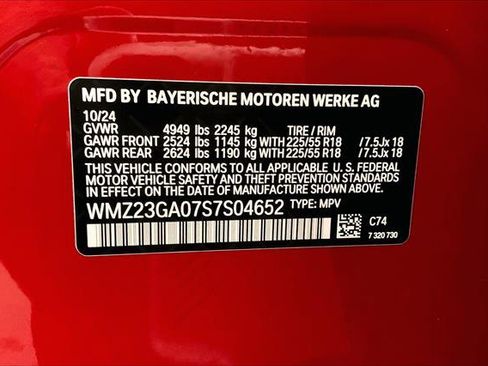 MFD BY BAYERISCHE MOTOREN WERKE AG
10/24
GVWR 4949 lbs 2245 kg TIRE / RIM
GAWR FRONT 2524 lbs 1145 kg WITH 225/55 R18 / 7.5Jx 18
GAWR REAR 2624 lbs 1190 kg WITH 225/55 R18 / 7.5Jx 18
THIS VEHICLE CONFORMS TO ALL APPLICABLE U.S. FEDERAL
MOTOR VEHICLE SAFETY AND THEFT PREVENTION STANDARDS
IN EFFECT ON THE DATE OF MANUFACTURE SHOWN ABOVE.
WMZ23GA07S7S04652 TYPE: MPV
C74
7 320 730